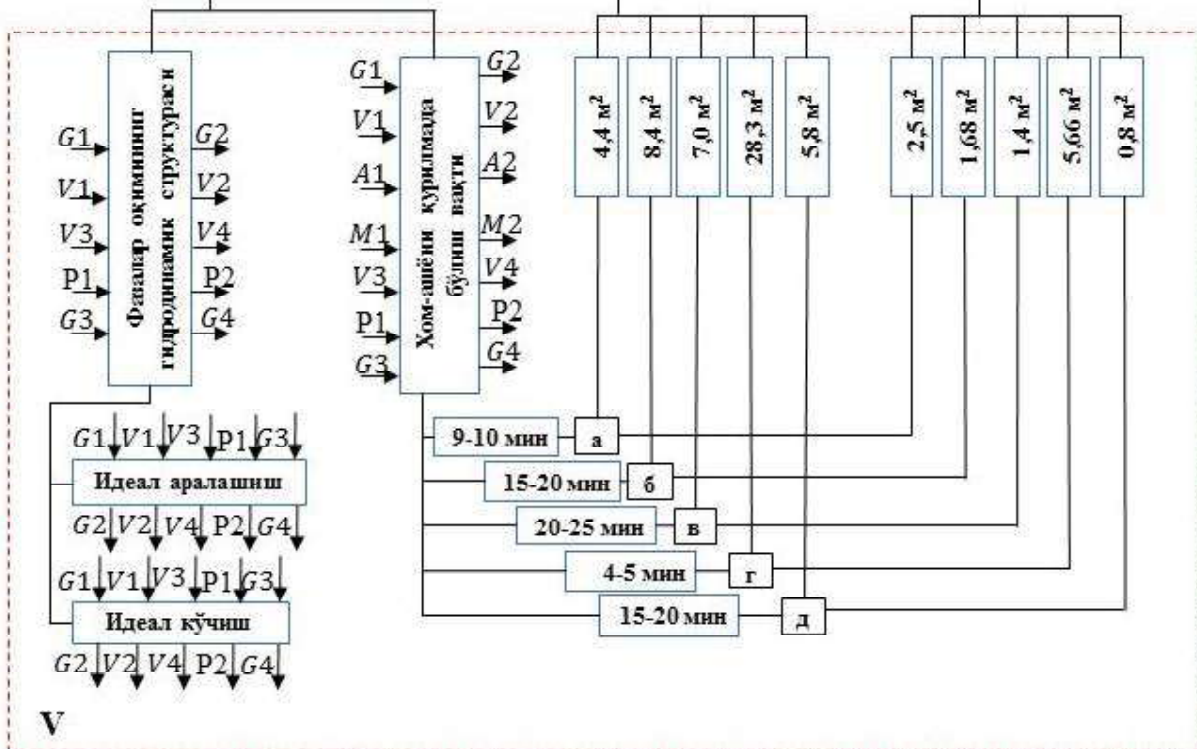 Фазалар оқимининг
гидродинамик структураси
G1
V1
V3
P1
G3
G2
V2
V4
P2
G4
Хом-ашёни қурилмада
бўлиш вақти
G1
V1
A1
M1
V3
P1
G3
G2
V2
A2
M2
V4
P2
G4
4,4 м²
8,4 м²
7,0 м²
28,3 м²
5,8 м²
2,5 м²
1,68 м²
1,4 м²
5,66 м²
0,8 м²
G1 V1 V3 P1 G3
Идеал аралашиш
G2 V2 V4 P2 G4
G1 V1 V3 P1 G3
Идеал кўчиш
G2 V2 V4 P2 G4
9-10 мин а
15-20 мин б
20-25 мин в
4-5 мин г
15-20 мин д
V